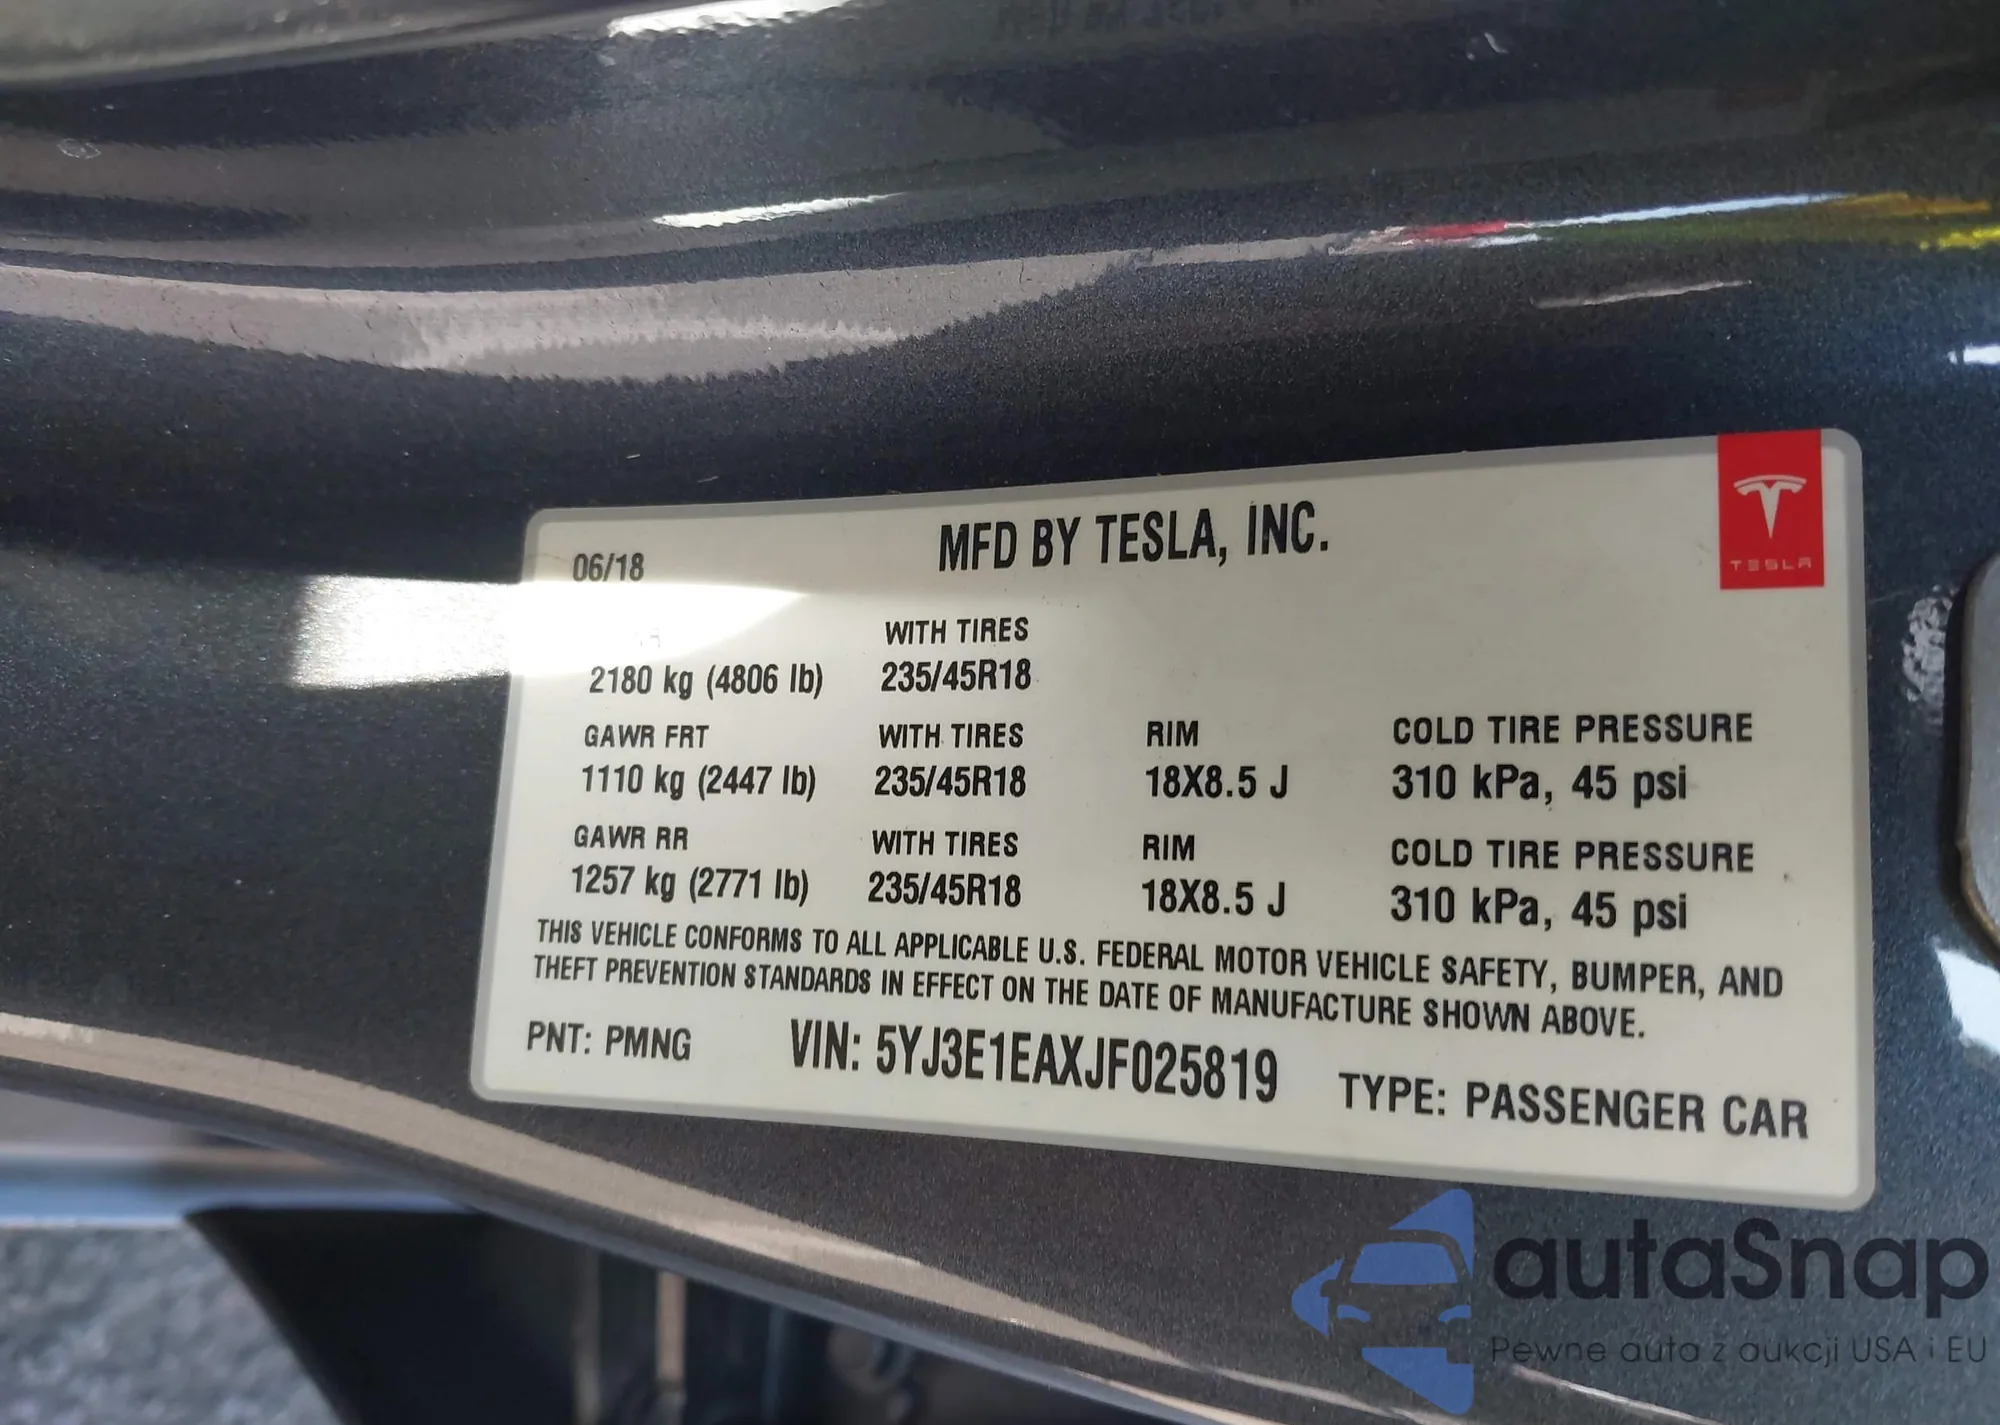 MFD BY TESLA, INC.
TESLA
06/18
WITH TIRES
2180 kg (4806 lb) 235/45R18
GAWR FRT WITH TIRES RIM COLD TIRE PRESSURE
1110 kg (2447 lb) 235/45R18 18X8.5 J 310 kPa, 45 psi
GAWR RR WITH TIRES RIM COLD TIRE PRESSURE
1257 kg (2771 lb) 235/45R18 18X8.5 J 310 kPa, 45 psi
THIS VEHICLE CONFORMS TO ALL APPLICABLE U.S. FEDERAL MOTOR VEHICLE SAFETY, BUMPER, AND
THEFT PREVENTION STANDARDS IN EFFECT ON THE DATE OF MANUFACTURE SHOWN ABOVE.
PNT: PMNG VIN: 5YJ3E1EAXJF025819 TYPE: PASSENGER CAR
autaSnap
Pewne auta z aukcji USA i EU